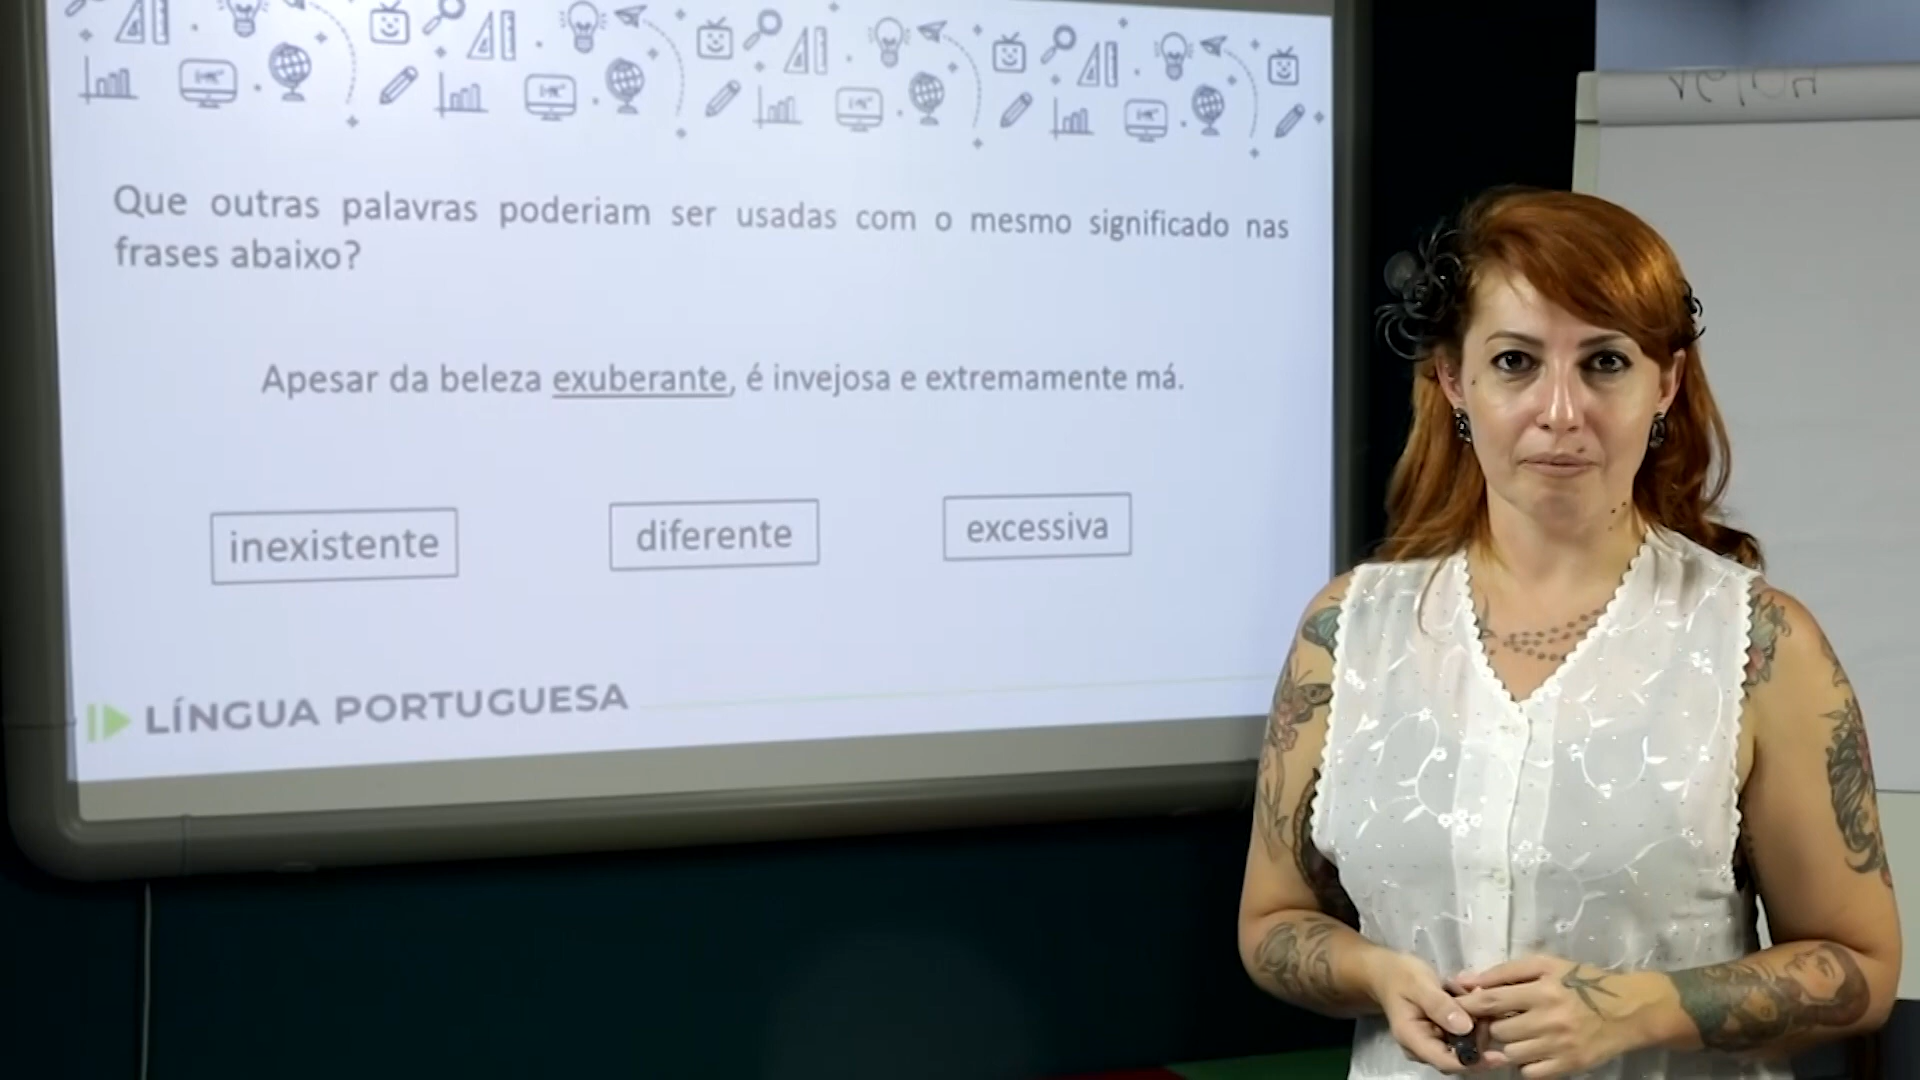 Que outras palavras poderiam ser usadas com o mesmo significado nas
frases abaixo?
Apesar da beleza exuberante, é invejosa e extremamente má.
inexistente
diferente
excessiva
LÍNGUA PORTUGUESA